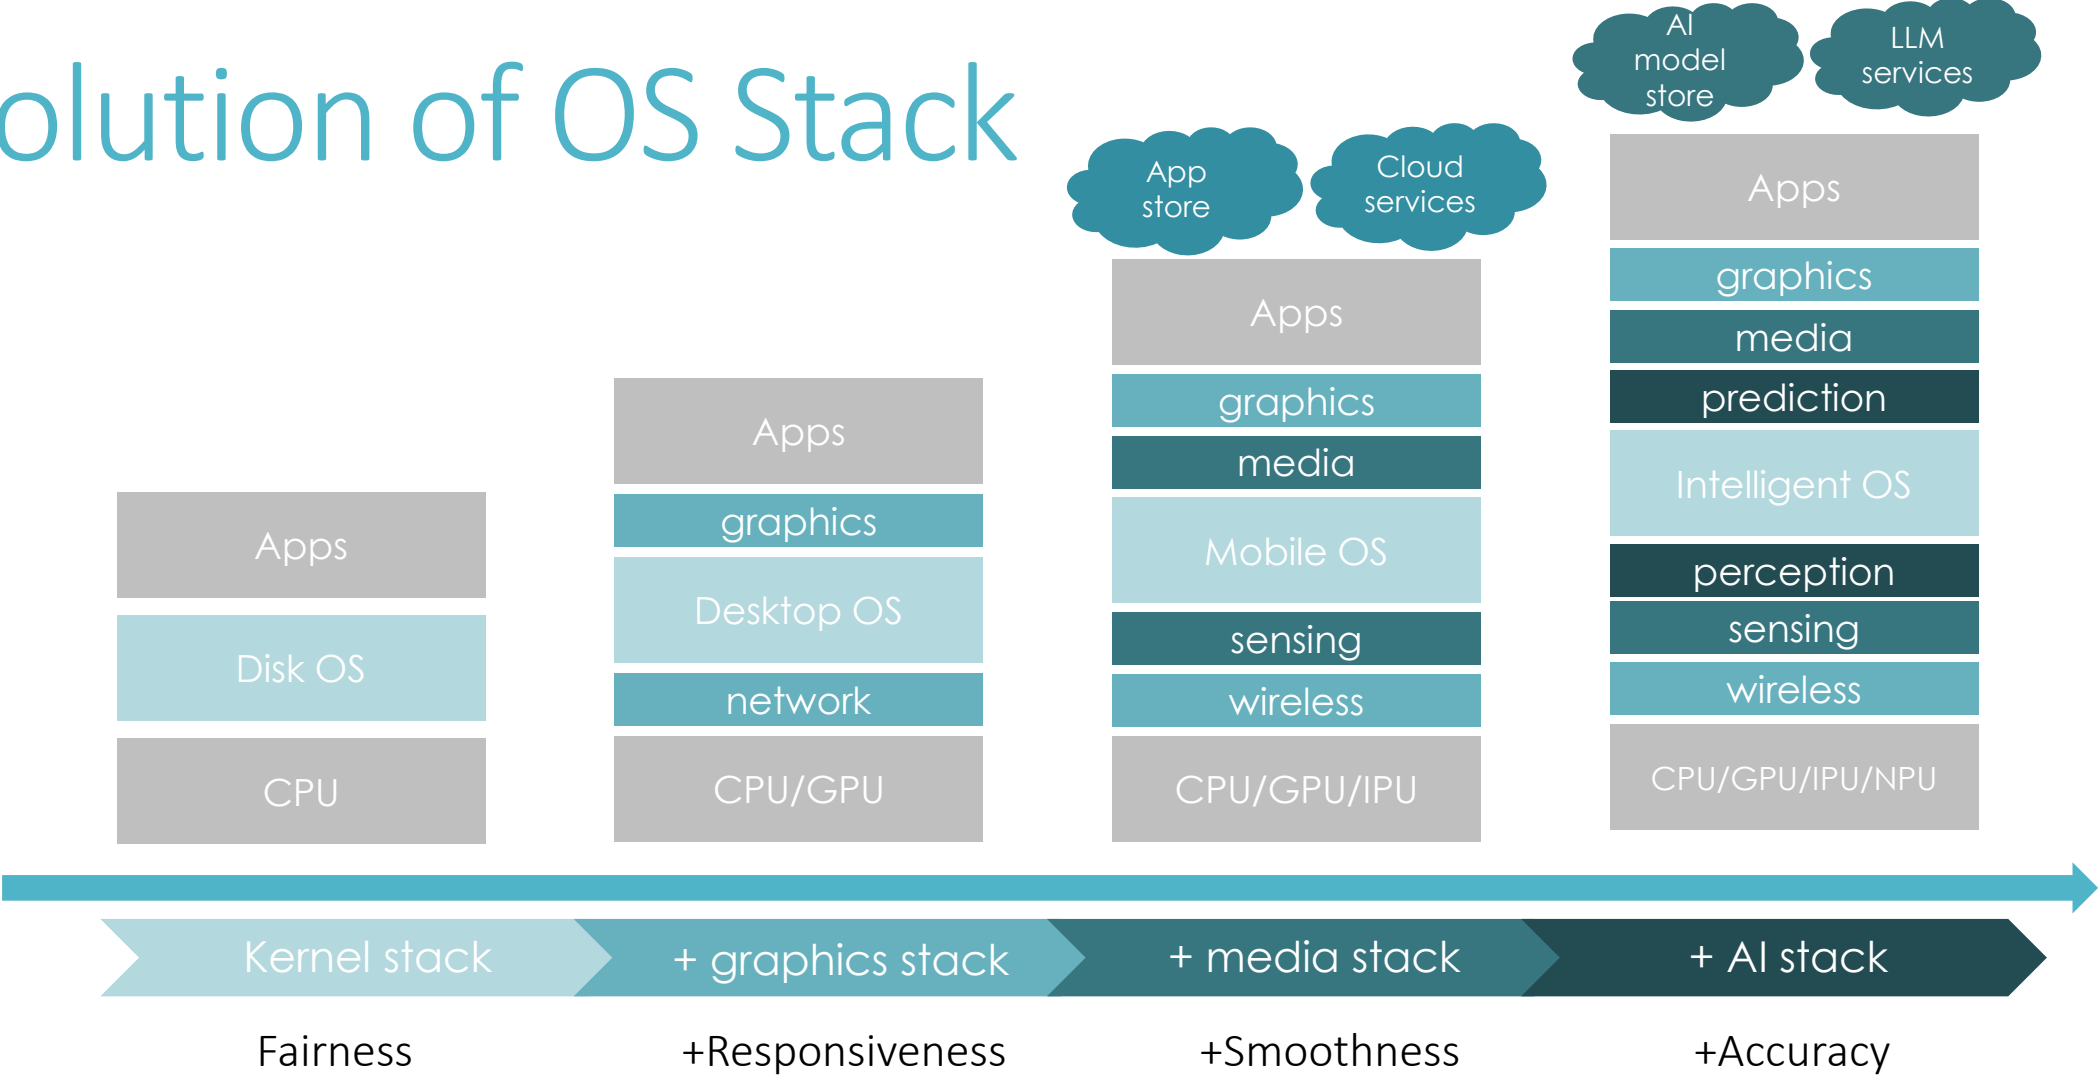 olution of OS Stack
Apps
Disk OS
CPU
Apps
graphics
Desktop OS
network
CPU/GPU
App
store
Cloud
services
Apps
graphics
media
Mobile OS
sensing
wireless
CPU/GPU/IPU
AI
model
store
LLM
services
Apps
graphics
media
prediction
Intelligent OS
perception
sensing
wireless
CPU/GPU/IPU/NPU
Kernel stack
+ graphics stack
+ media stack
+ AI stack
Fairness
+Responsiveness
+Smoothness
+Accuracy